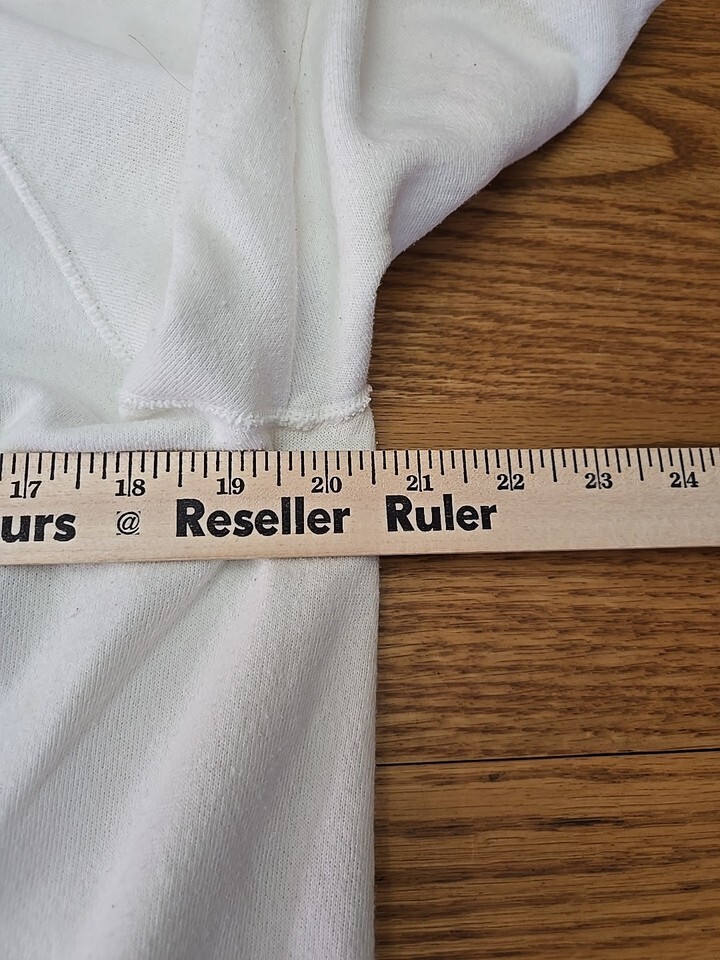 17 18 19 20 21 22 23 24
urs @ Reseller Ruler